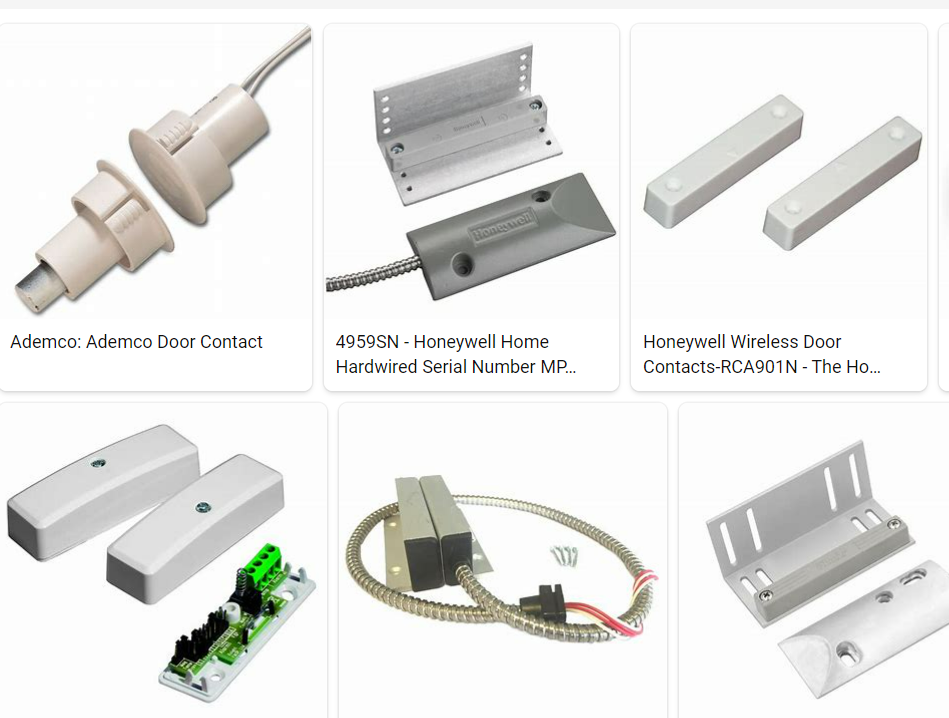 Honeywell
Ademco: Ademco Door Contact
4959SN - Honeywell Home
Hardwired Serial Number MP...
Honeywell Wireless Door
Contacts-RCA901N - The Ho...